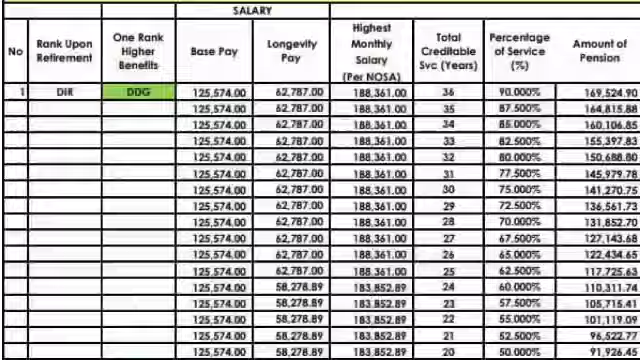 SALARY
No Rank Upon Retirement One Rank Higher Benefits Base Pay Longevity Pay Highest Monthly Salary (Per NOSA) Total Creditable Svc (Years) Percentage of Service (%) Amount of Pension
1 DIR DDG 125,574.00 62,787.00 188,361.00 36 90.000% 169,524.90
125,574.00 62,787.00 188,361.00 35 87.500% 164,815.88
125,574.00 62,787.00 188,361.00 34 85.000% 160,106.85
125,574.00 62,787.00 188,361.00 33 82.500% 155,397.83
125,574.00 62,787.00 188,361.00 32 80.000% 150,688.80
125,574.00 62,787.00 188,361.00 31 77.500% 145,979.78
125,574.00 62,787.00 188,361.00 30 75.000% 141,270.75
125,574.00 62,787.00 188,361.00 29 72.500% 136,561.73
125,574.00 62,787.00 188,361.00 28 70.000% 131,852.70
125,574.00 62,787.00 188,361.00 27 67.500% 127,143.68
125,574.00 62,787.00 188,361.00 26 65.000% 122,434.65
125,574.00 62,787.00 188,361.00 25 62.500% 117,725.63
125,574.00 58,278.89 183,852.89 24 60.000% 110,311.74
125,574.00 58,278.89 183,852.89 23 57.500% 105,715.41
125,574.00 58,278.89 183,852.89 22 55.000% 101,119.09
125,574.00 58,278.89 183,852.89 21 52.500% 96,522.77
125,574.00 58,278.89 183,852.89 20 50.000% 91,926.45